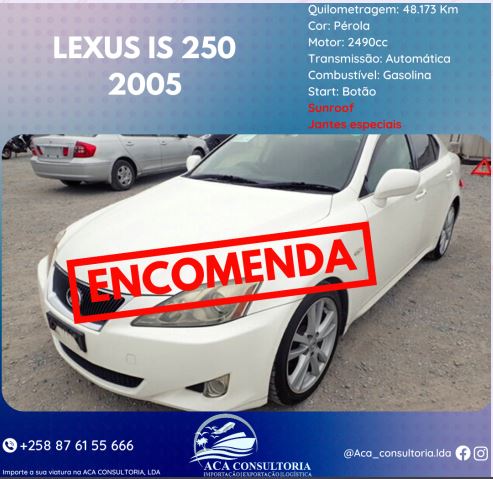 LEXUS IS 250
2005
Quilometragem: 48.173 Km
Cor: Pérola
Motor: 2490cc
Transmissão: Automática
Combustível: Gasolina
Start: Botão
Sunroof
Jantes especiais
ENCOMENDA
+258 87 61 55 666
Importe a sua viatura na ACA CONSULTORIA, LDA
ACA CONSULTORIA
IMPORTAÇÃO|EXPORTAÇÃO|LOGÍSTICA
@Aca_consultoria.lda